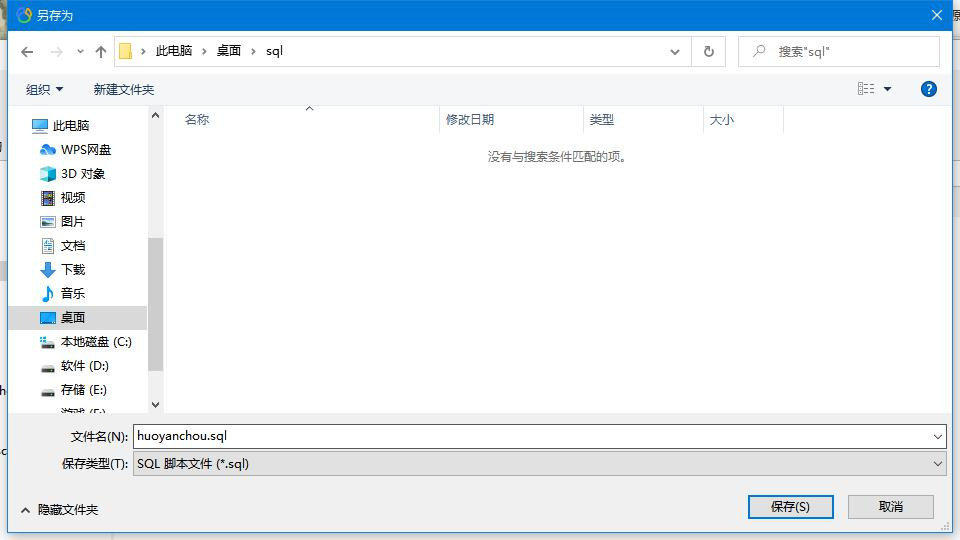 另存为
此电脑 › 桌面 › sql
搜索"sql"
组织
新建文件夹
名称
修改日期
类型
大小
没有与搜索条件匹配的项。
此电脑
WPS网盘
3D 对象
视频
图片
文档
下载
音乐
桌面
本地磁盘 (C:)
软件 (D:)
存储 (E:)
文件名(N):
huoyanchou.sql
保存类型(T):
SQL 脚本文件 (*.sql)
隐藏文件夹
保存(S)
取消